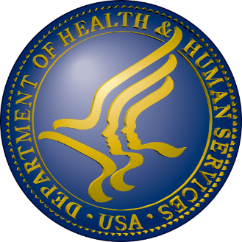 DEPARTMENT OF HEALTH & HUMAN SERVICES
· USA ·